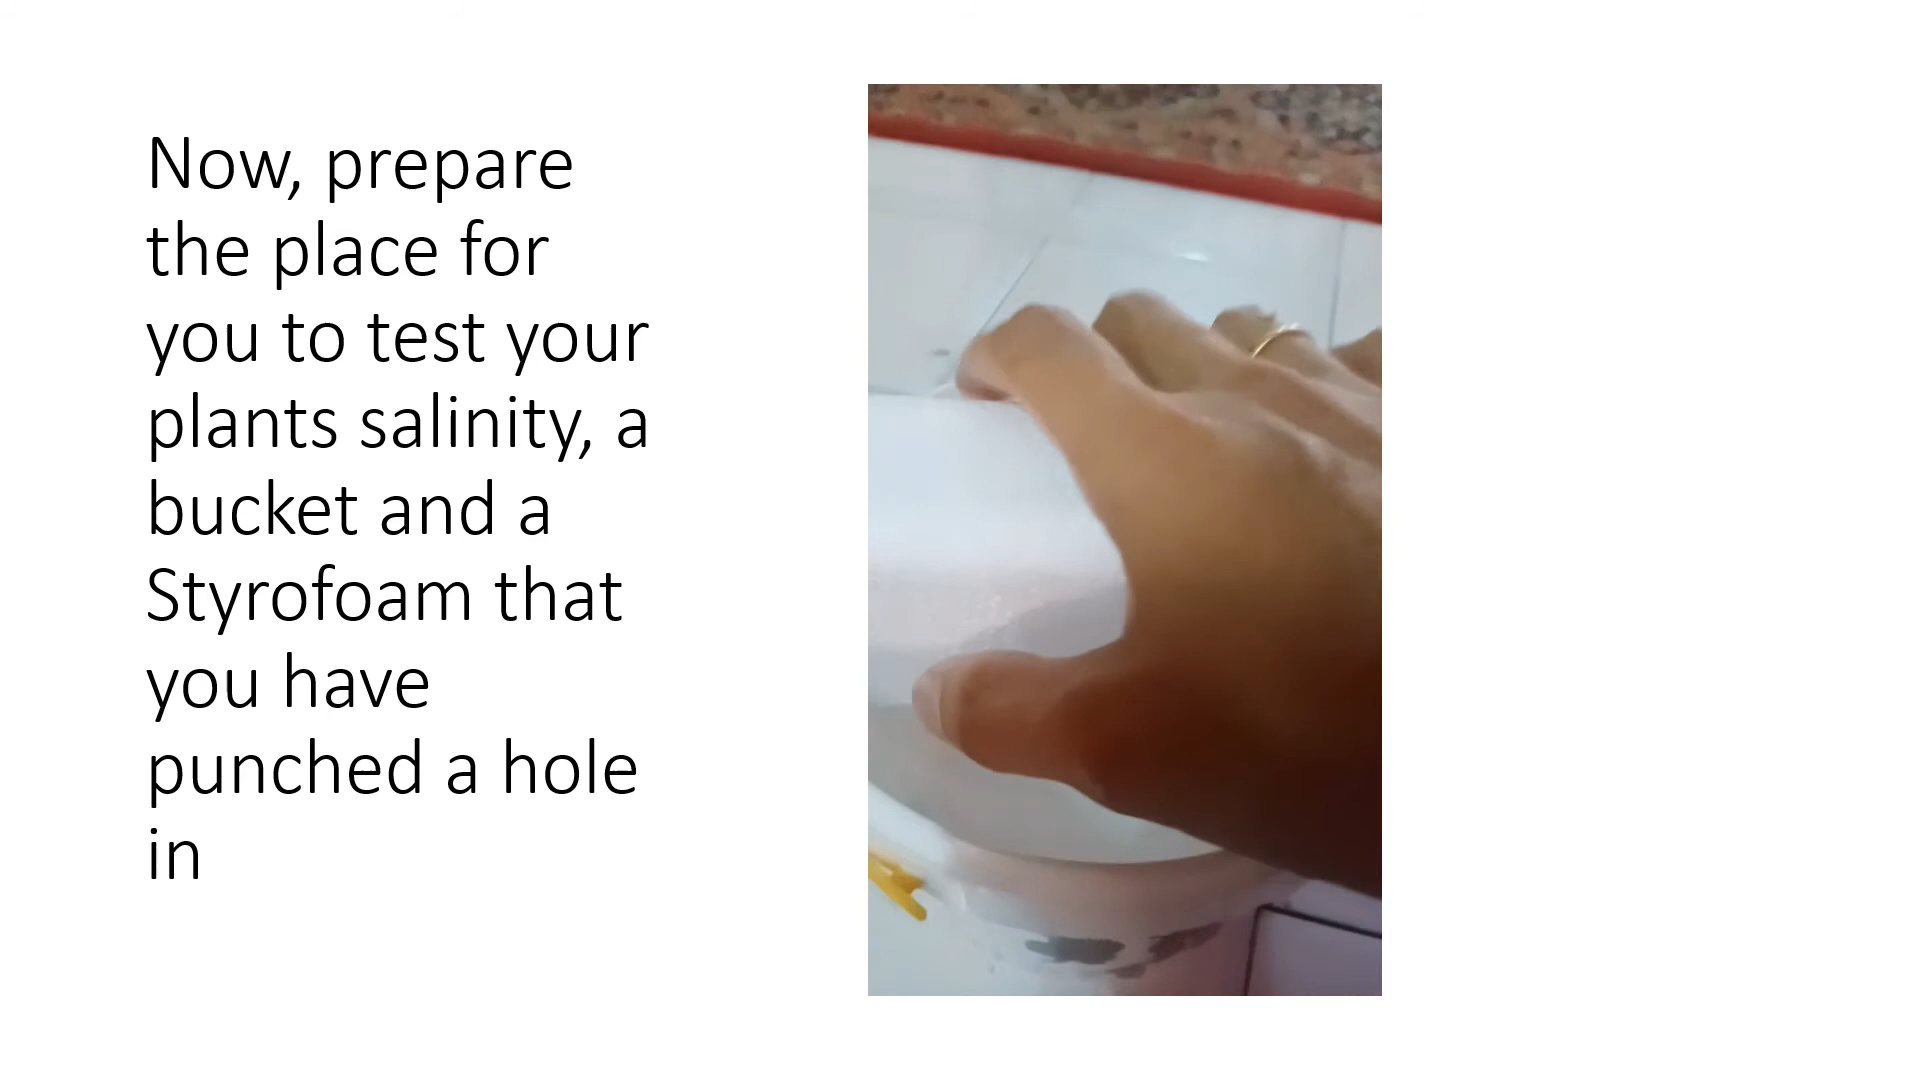 Now, prepare
the place for
you to test your
plants salinity, a
bucket and a
Styrofoam that
you have
punched a hole
in